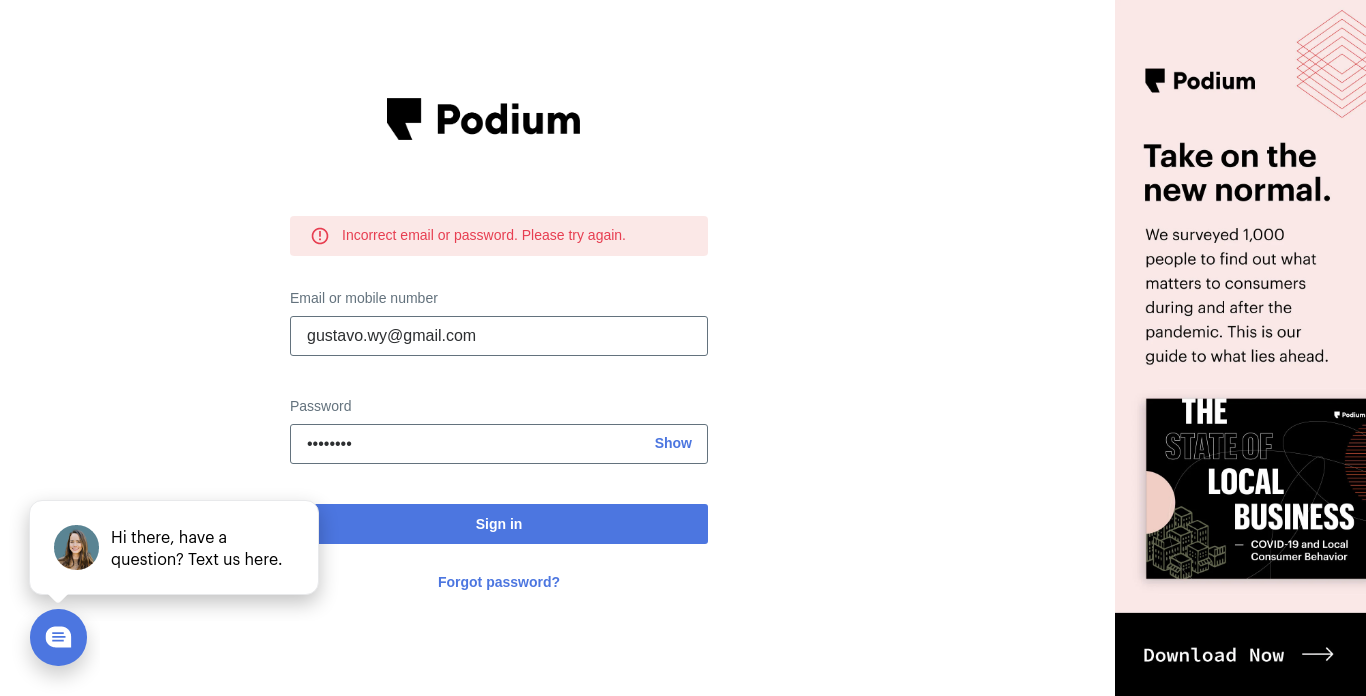 Podium
Incorrect email or password. Please try again.
Email or mobile number
gustavo.wy@gmail.com
Password
••••••••
Show
Sign in
Forgot password?
Hi there, have a
question? Text us here.
Podium
Take on the
new normal.
We surveyed 1,000
people to find out what
matters to consumers
during and after the
pandemic. This is our
guide to what lies ahead.
THE
Podium
STATE OF
LOCAL
BUSINESS
— COVID-19 and Local
Consumer Behavior
Download Now